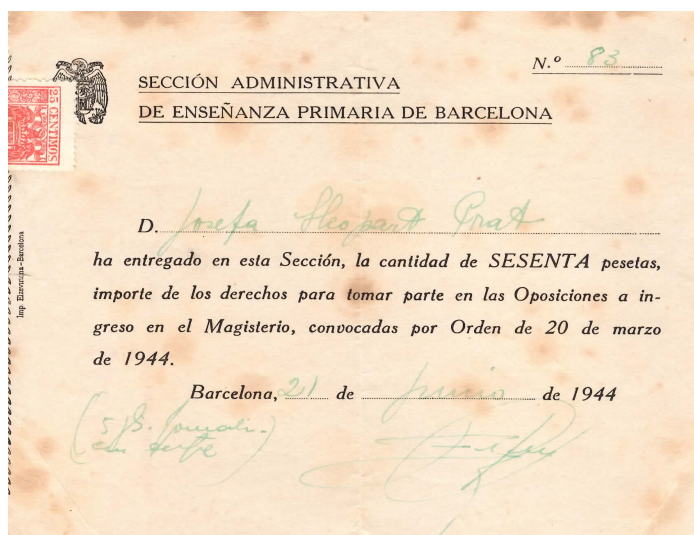 N.º 83
SECCIÓN ADMINISTRATIVA
DE ENSEÑANZA PRIMARIA DE BARCELONA
25 CENTIMOS
D. Josefa Prat
ha entregado en esta Sección, la cantidad de SESENTA pesetas,
importe de los derechos para tomar parte en las Oposiciones a in-
greso en el Magisterio, convocadas por Orden de 20 de marzo
de 1944.
Barcelona, 21 de junio de 1944
Imp Elzeviriana-Barcelona